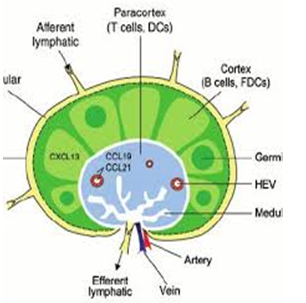 Paracortex
(T cells, DCs)
Afferent
lymphatic
Cortex
(B cells, FDCs)
ular
CXCL13
CCL19
CCL21
Germi
HEV
Medul
Artery
Efferent
lymphatic
Vein